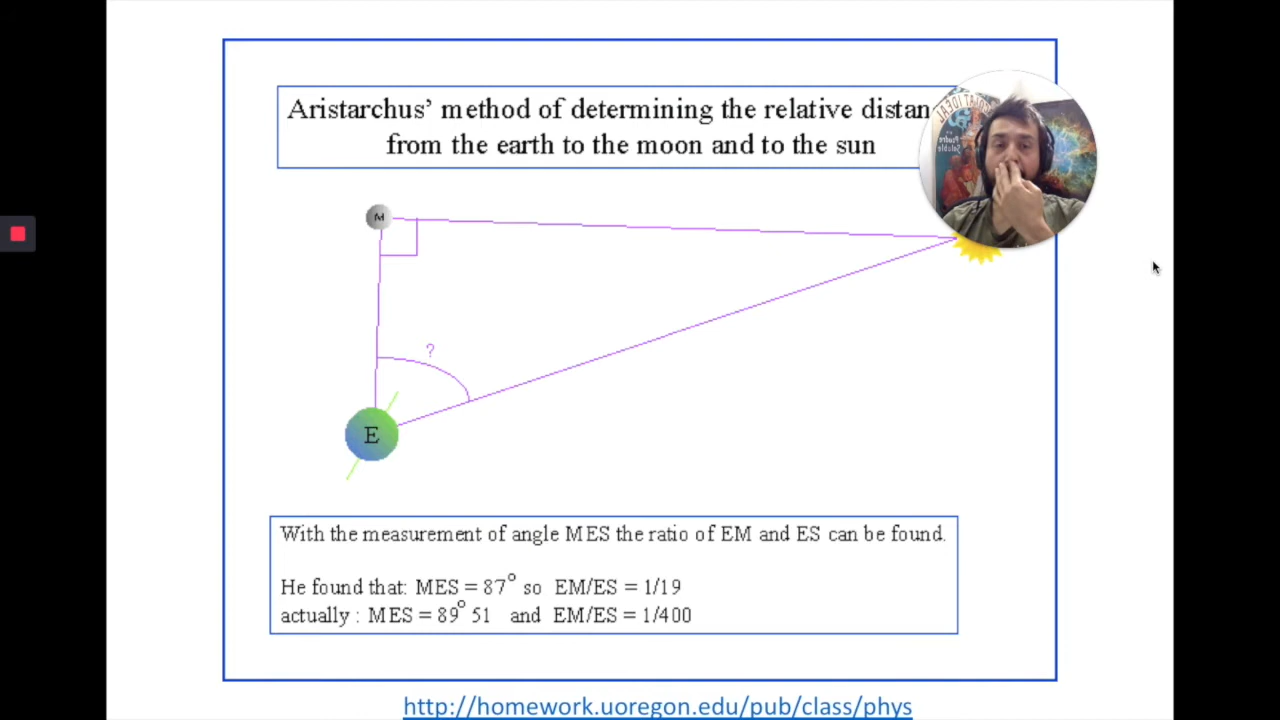 Aristarchus’ method of determining the relative distan
from the earth to the moon and to the sun
M
?
E
With the measurement of angle MES the ratio of EM and ES can be found.
He found that: MES = 87° so EM/ES = 1/19
actually : MES = 89° 51 and EM/ES = 1/400
http://homework.uoregon.edu/pub/class/phys